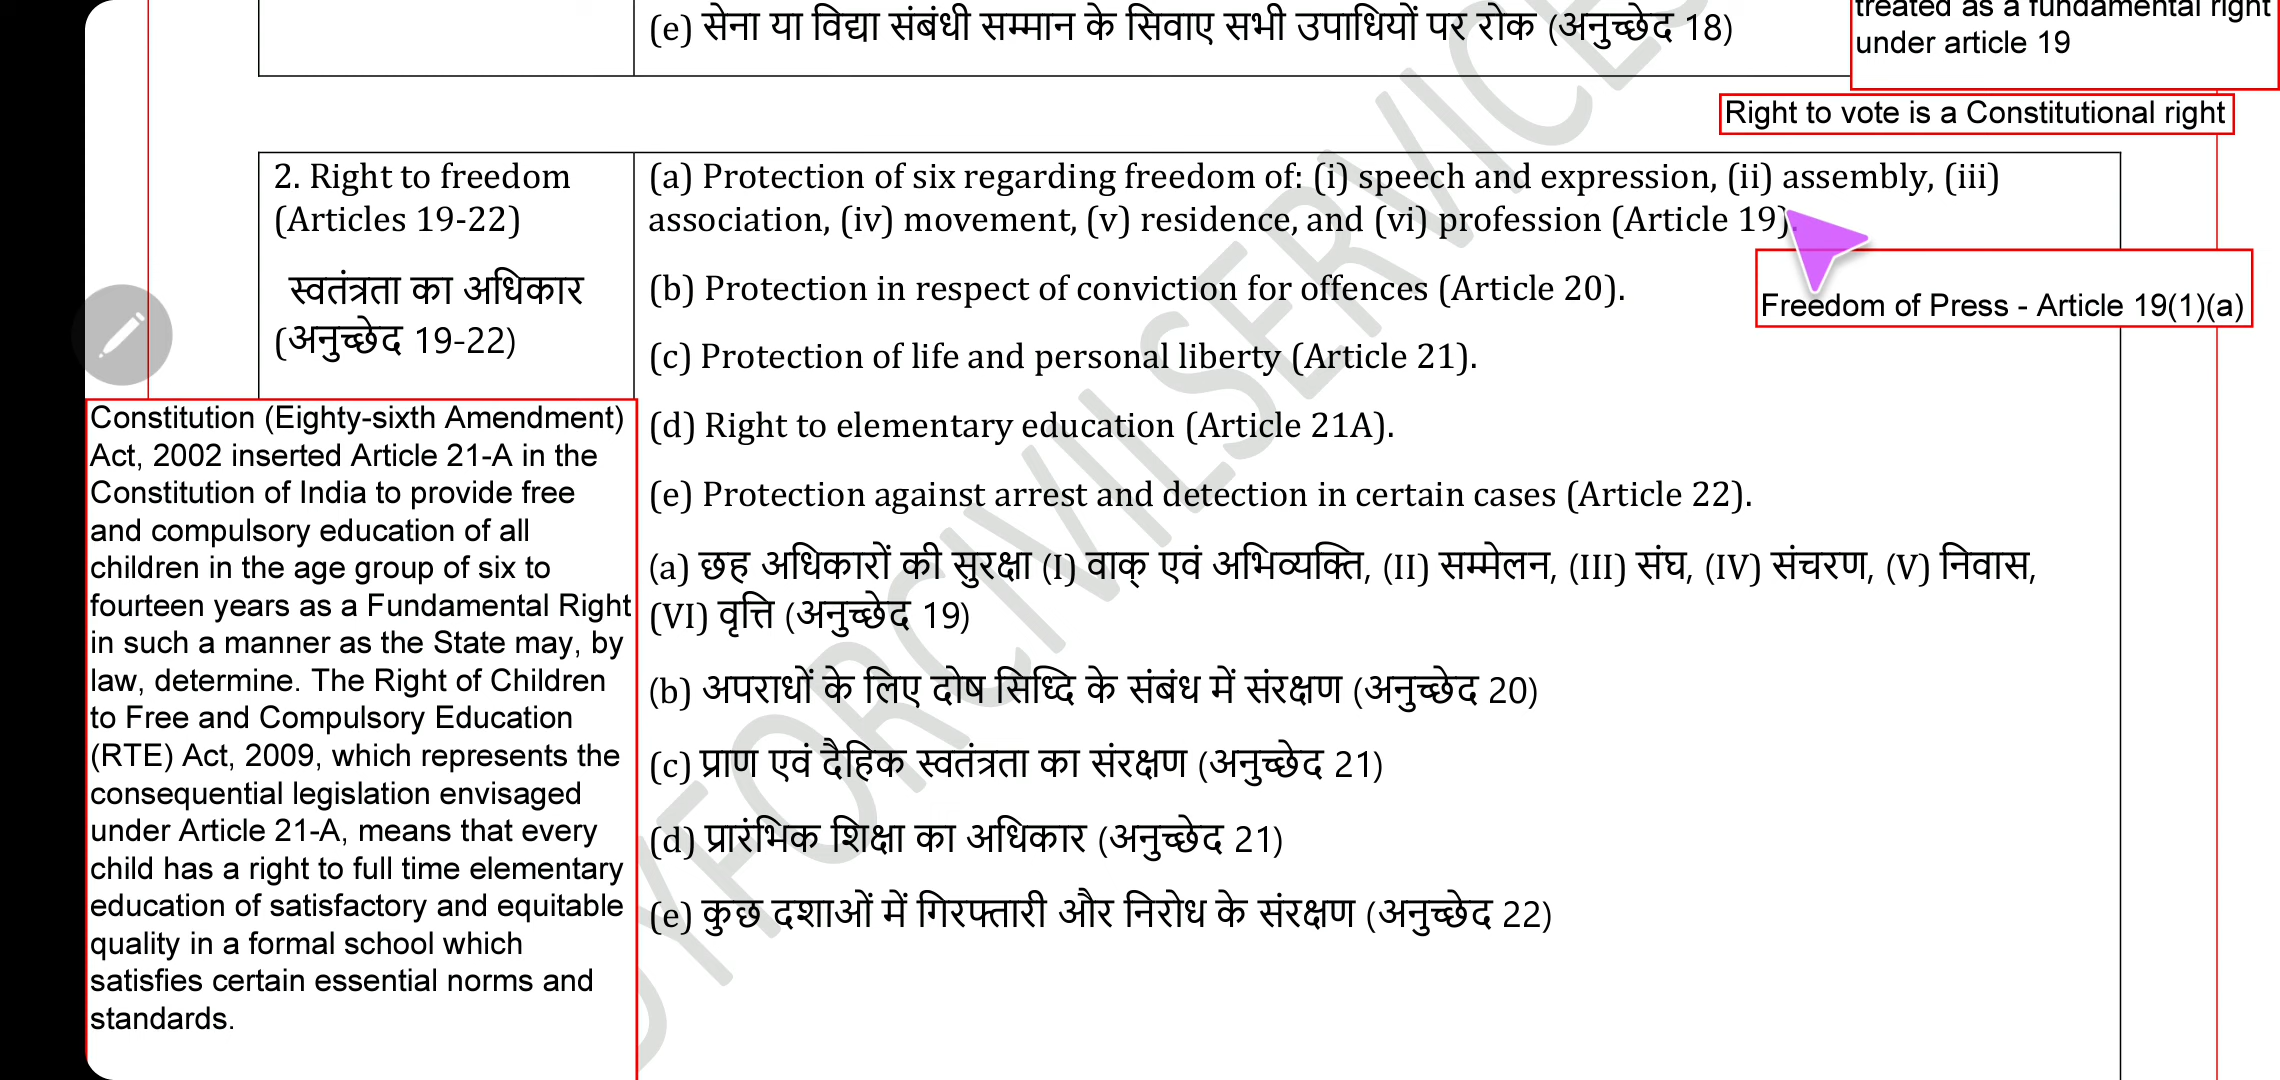 (e) सेना या विद्या संबंधी सम्मान के सिवाए सभी उपाधियों पर रोक (अनुच्छेद 18)
treated as a fundamental right
under article 19
Right to vote is a Constitutional right
2. Right to freedom
(Articles 19-22)
स्वतंत्रता का अधिकार
(अनुच्छेद 19-22)
(a) Protection of six regarding freedom of: (i) speech and expression, (ii) assembly, (iii)
association, (iv) movement, (v) residence, and (vi) profession (Article 19).
Freedom of Press - Article 19(1)(a)
(b) Protection in respect of conviction for offences (Article 20).
(c) Protection of life and personal liberty (Article 21).
(d) Right to elementary education (Article 21A).
(e) Protection against arrest and detection in certain cases (Article 22).
(a) छह अधिकारों की सुरक्षा (I) वाक् एवं अभिव्यक्ति, (II) सम्मेलन, (III) संघ, (IV) संचरण, (V) निवास,
(VI) वृत्ति (अनुच्छेद 19)
(b) अपराधों के लिए दोष सिध्दि के संबंध में संरक्षण (अनुच्छेद 20)
(c) प्राण एवं दैहिक स्वतंत्रता का संरक्षण (अनुच्छेद 21)
(d) प्रारंभिक शिक्षा का अधिकार (अनुच्छेद 21)
(e) कुछ दशाओं में गिरफ्तारी और निरोध के संरक्षण (अनुच्छेद 22)
Constitution (Eighty-sixth Amendment)
Act, 2002 inserted Article 21-A in the
Constitution of India to provide free
and compulsory education of all
children in the age group of six to
fourteen years as a Fundamental Right
in such a manner as the State may, by
law, determine. The Right of Children
to Free and Compulsory Education
(RTE) Act, 2009, which represents the
consequential legislation envisaged
under Article 21-A, means that every
child has a right to full time elementary
education of satisfactory and equitable
quality in a formal school which
satisfies certain essential norms and
standards.
YFORCIVILSERVICES